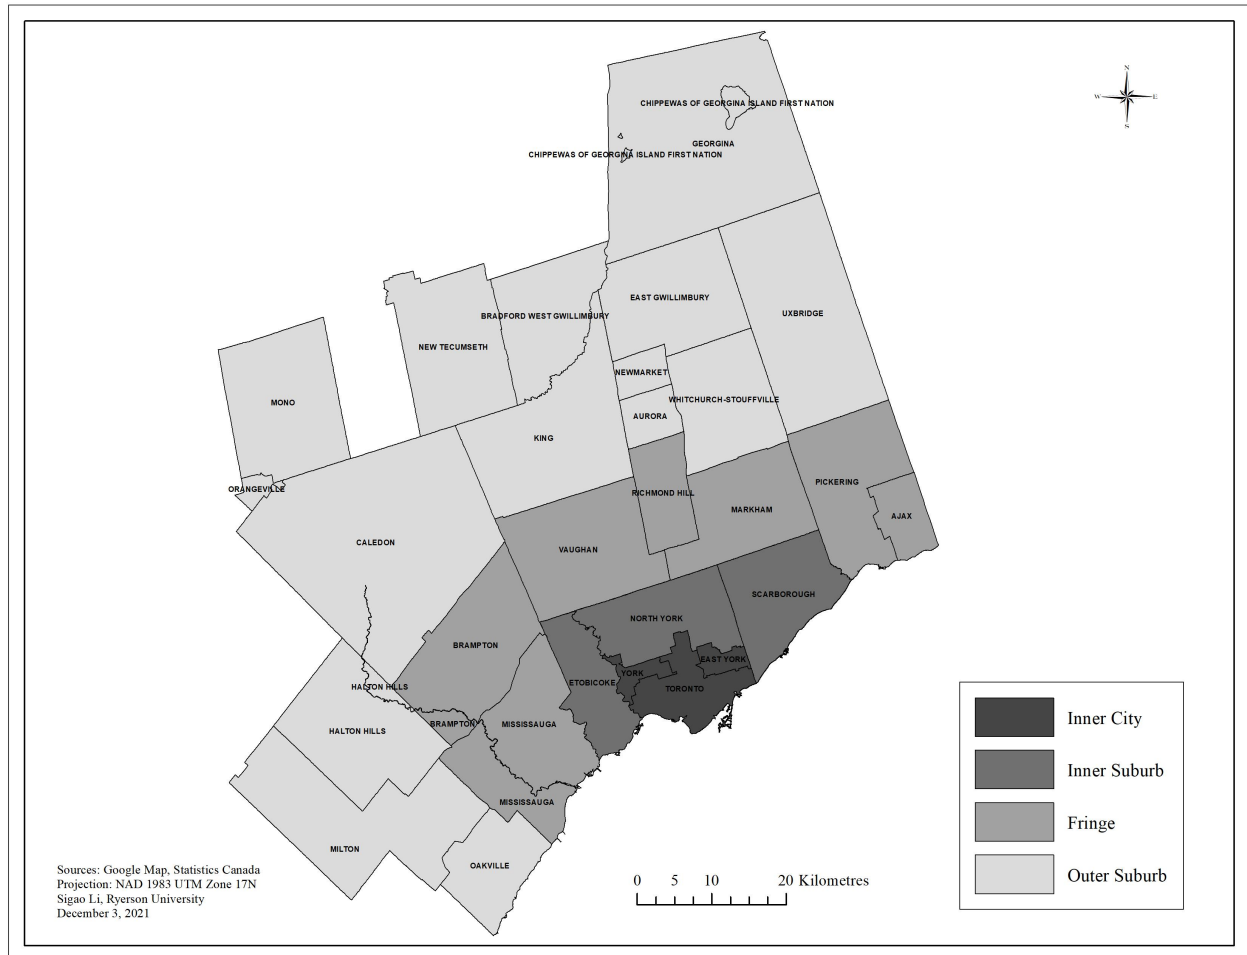 N
W E
S
CHIPPEWAS OF GEORGINA ISLAND FIRST NATION
GEORGINA
CHIPPEWAS OF GEORGINA ISLAND FIRST NATION
EAST GWILLIMBURY
UXBRIDGE
BRADFORD WEST GWILLIMBURY
NEW TECUMSETH
NEWMARKET
WHITCHURCH-STOUFFVILLE
MONO
AURORA
KING
PICKERING
ORANGEVILLE
RICHMOND HILL
MARKHAM
AJAX
CALEDON
VAUGHAN
SCARBOROUGH
NORTH YORK
BRAMPTON
EAST YORK
YORK
ETOBICOKE
TORONTO
HALTON HILLS
BRAMPTON
MISSISSAUGA
HALTON HILLS
MISSISSAUGA
MILTON
OAKVILLE
Inner City
Inner Suburb
Fringe
Outer Suburb
Sources: Google Map, Statistics Canada
Projection: NAD 1983 UTM Zone 17N
Sigao Li, Ryerson University
December 3, 2021
0 5 10 20 Kilometres